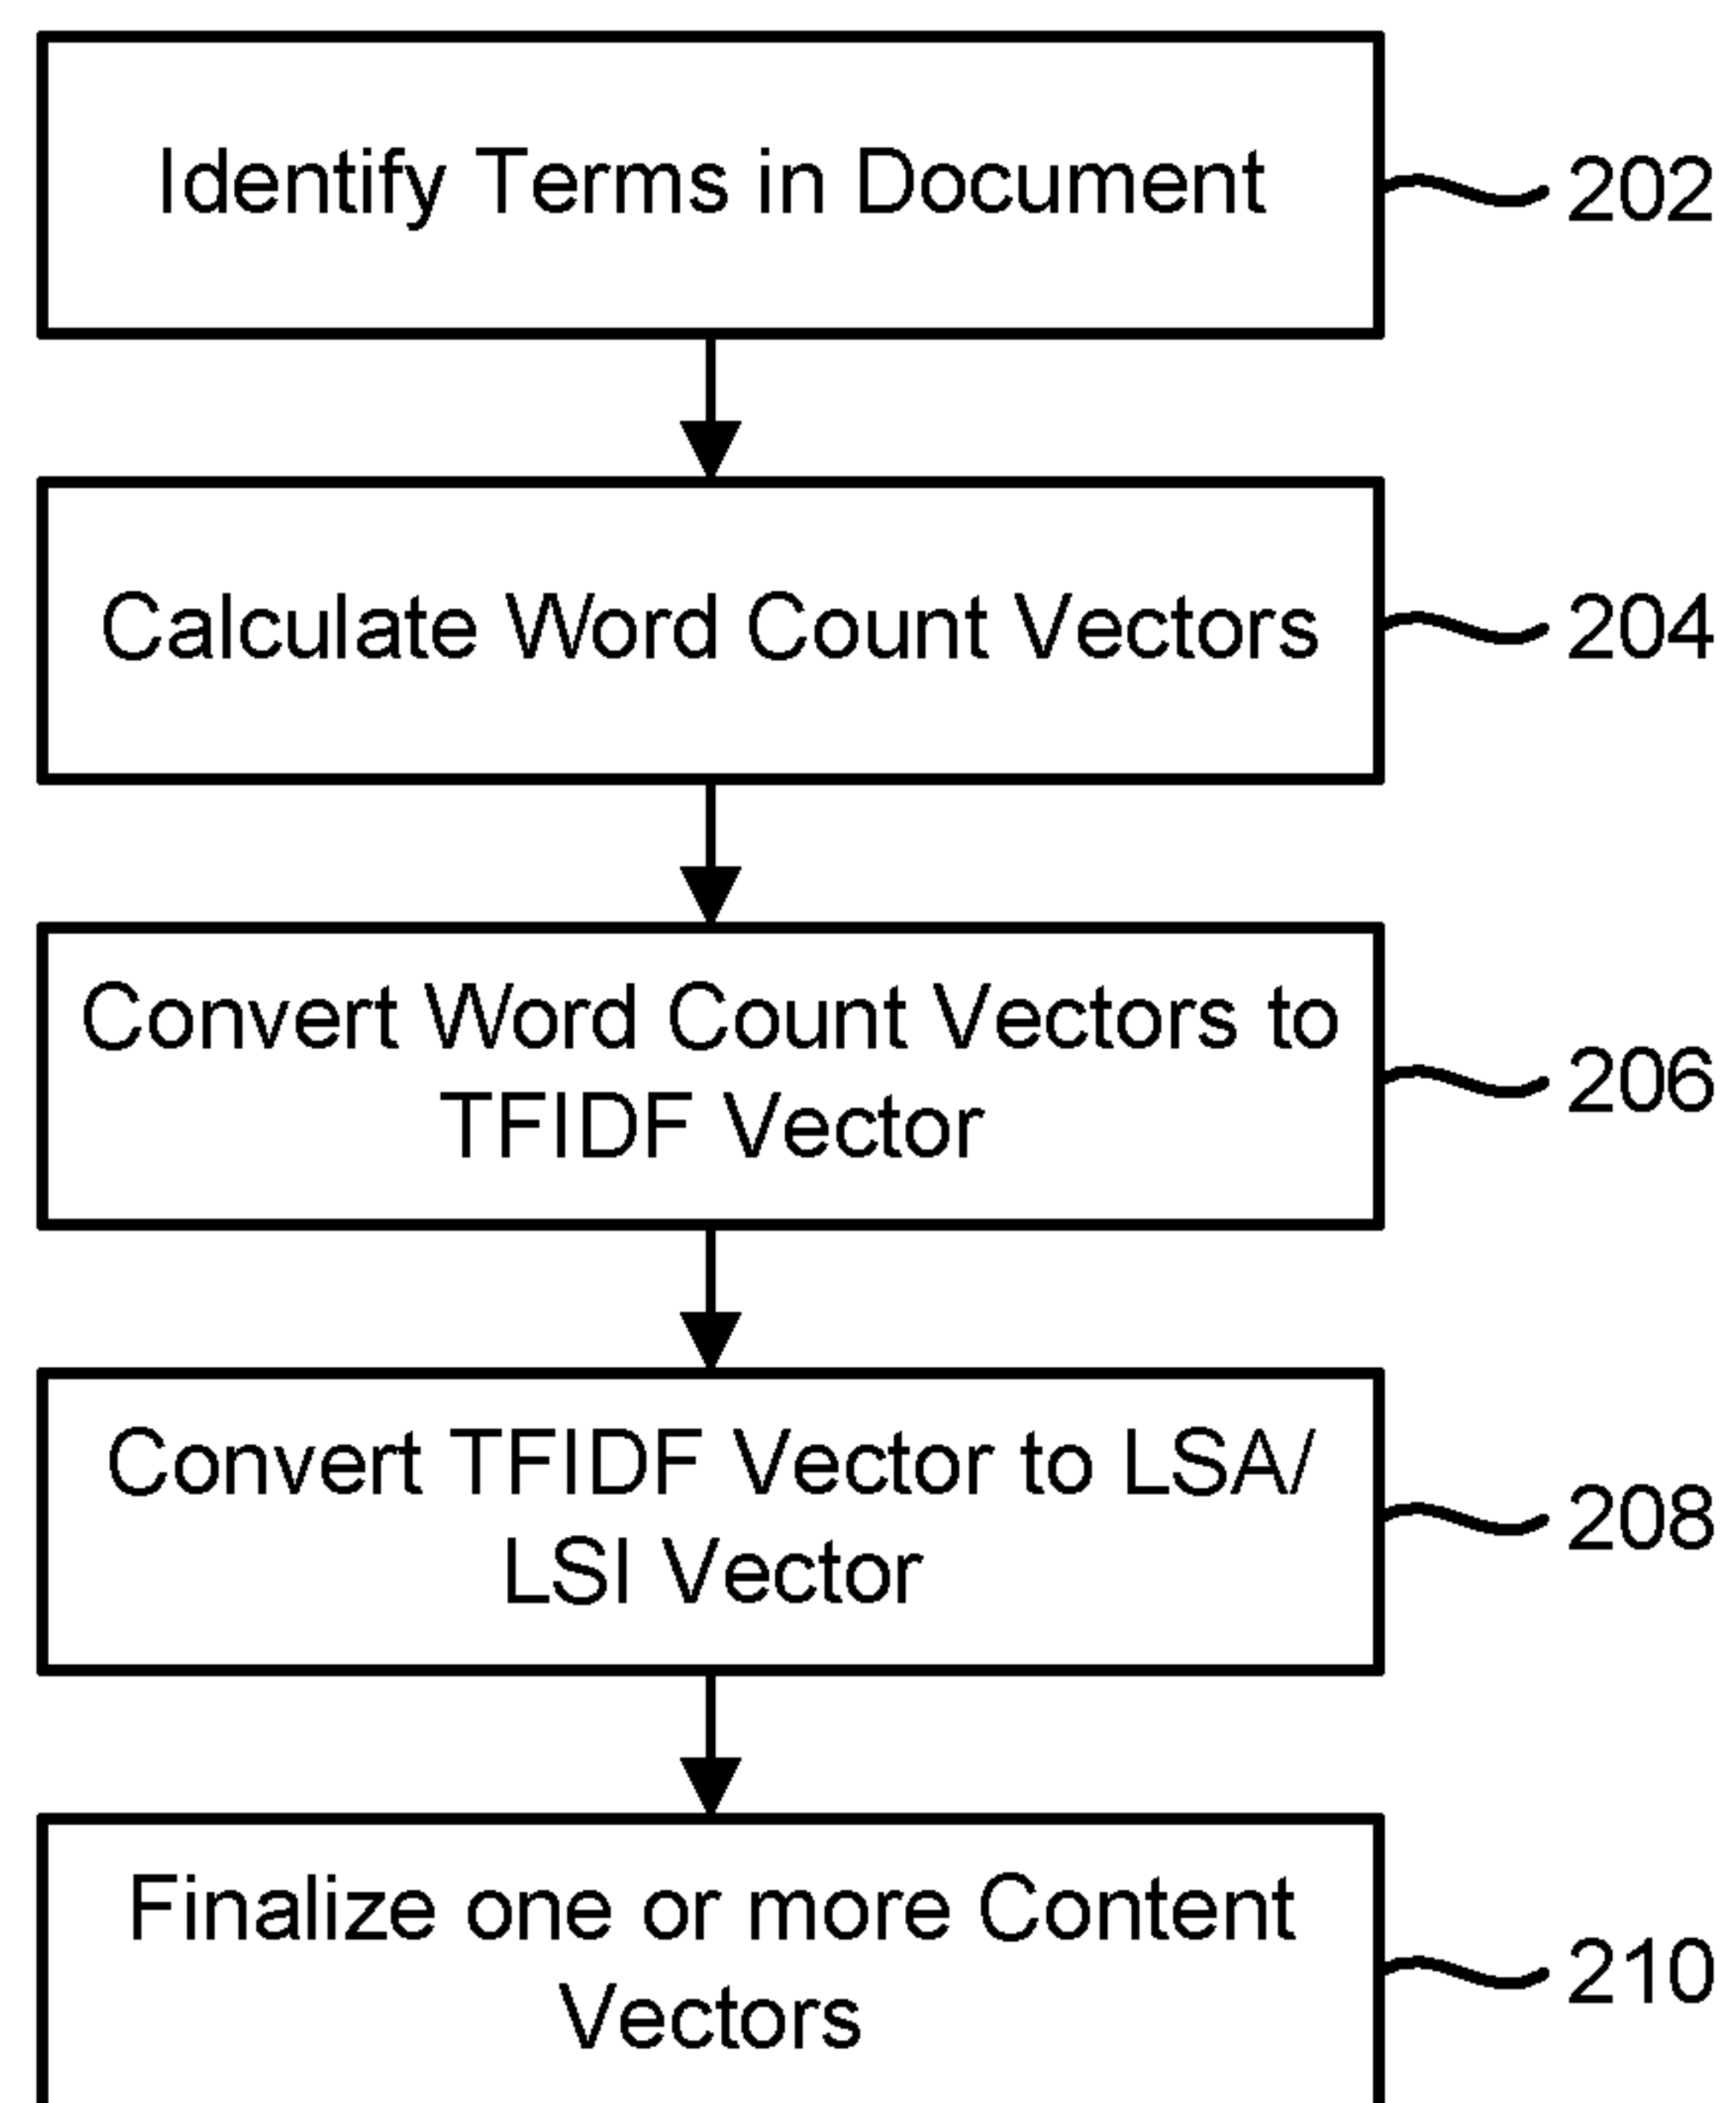 Identify Terms in Document
202
Calculate Word Count Vectors
204
Convert Word Count Vectors to
TFIDF Vector
206
Convert TFIDF Vector to LSA/
LSI Vector
208
Finalize one or more Content
Vectors
210